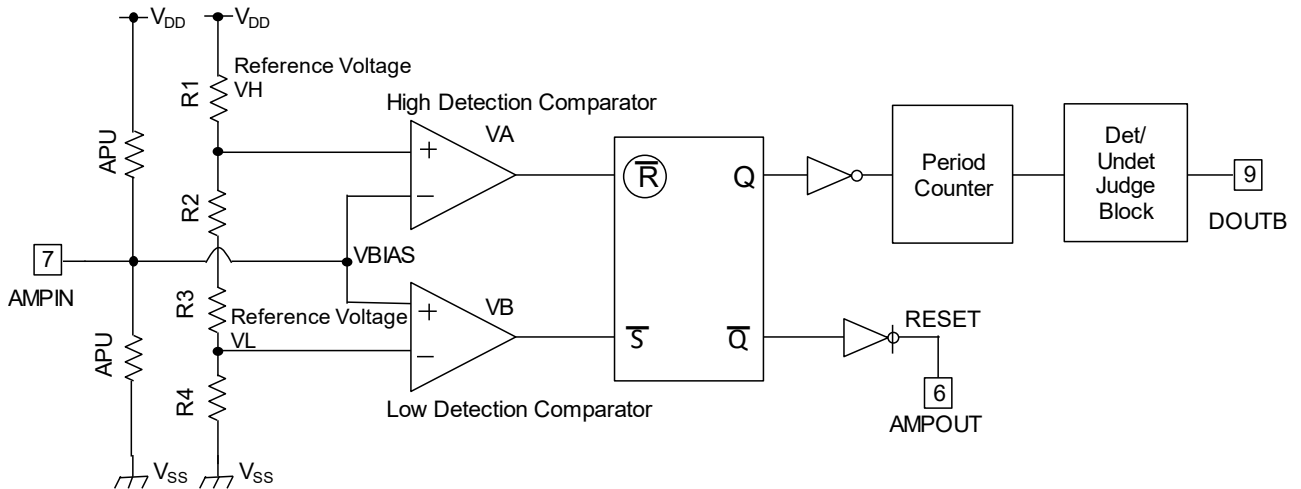 VDD
VDD
Reference Voltage
VH
R1
High Detection Comparator
APU
VA
+
−
R2
R̅
Q
Period
Counter
Det/
Undet
Judge
Block
9
DOUTB
7
AMPIN
VBIAS
R3
Reference Voltage
VL
+
−
VB
S̅
Q̅
RESET
APU
R4
Low Detection Comparator
6
AMPOUT
VSS
VSS